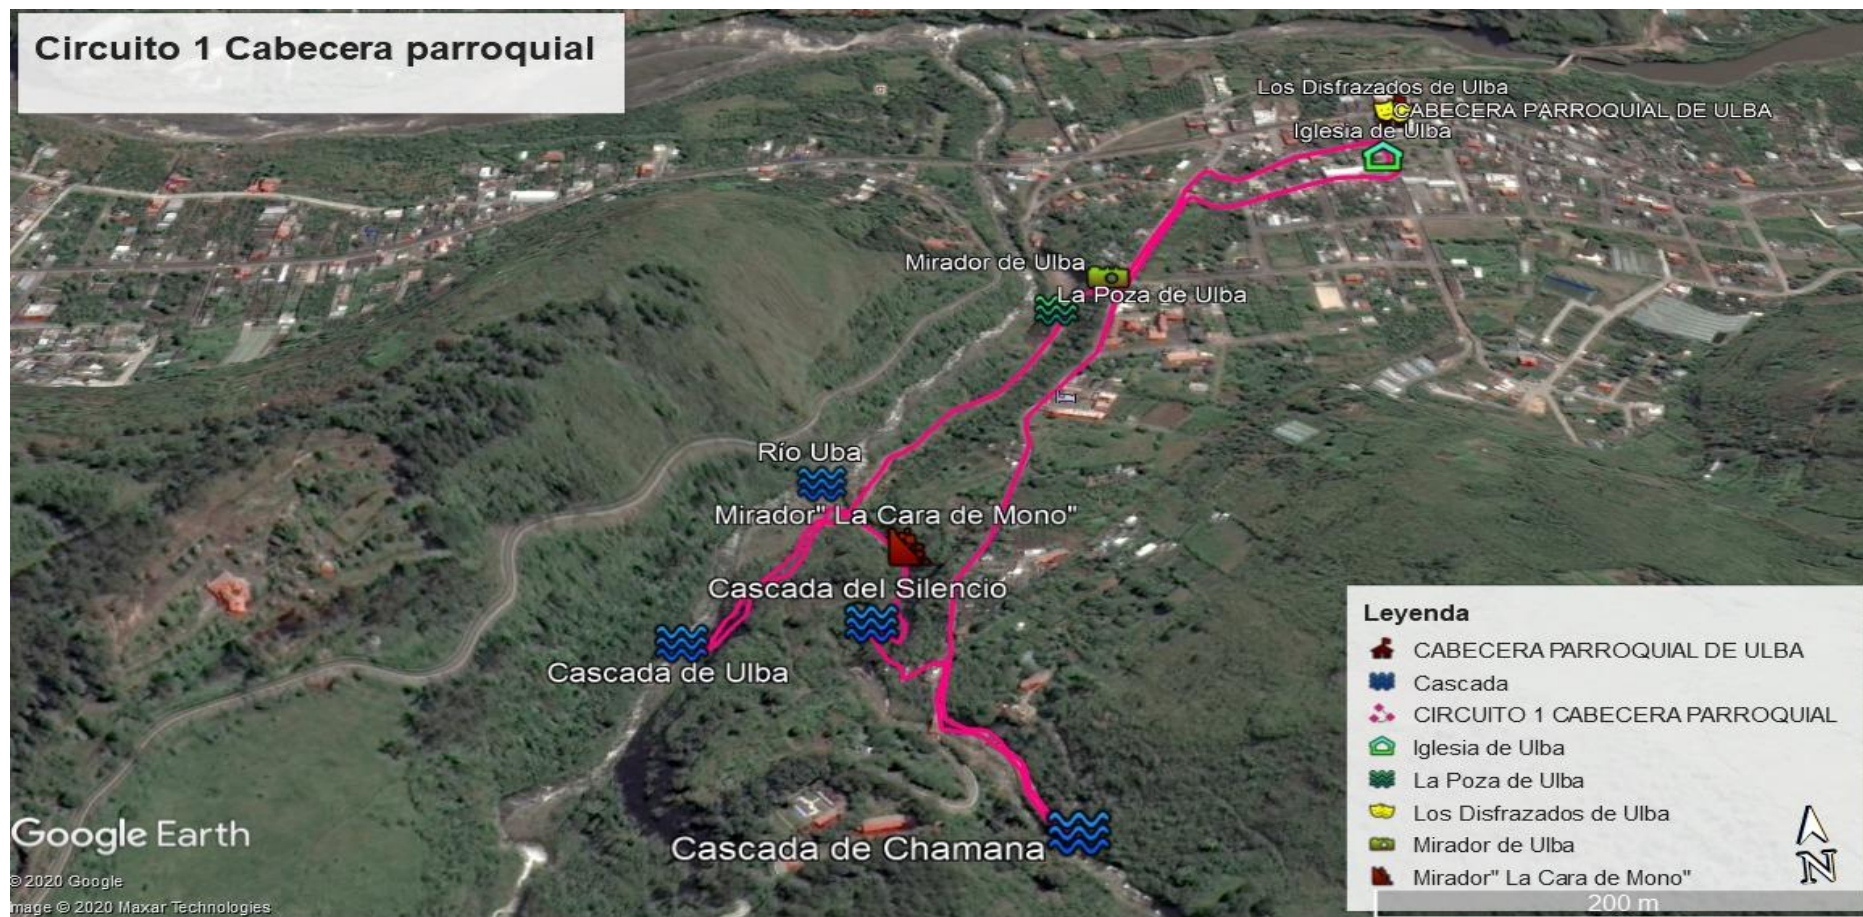 Circuito 1 Cabecera parroquial
Los Disfrazados de Ulba
CABECERA PARROQUIAL DE ULBA
Iglesia de Ulba
Mirador de Ulba
La Poza de Ulba
Río Uba
Mirador" La Cara de Mono"
Cascada del Silencio
Cascada de Ulba
Cascada de Chamana
Leyenda
CABECERA PARROQUIAL DE ULBA
Cascada
CIRCUITO 1 CABECERA PARROQUIAL
Iglesia de Ulba
La Poza de Ulba
Los Disfrazados de Ulba
Mirador de Ulba
Mirador" La Cara de Mono"
N
200 m
Google Earth
© 2020 Google
mage © 2020 Maxar Technologies